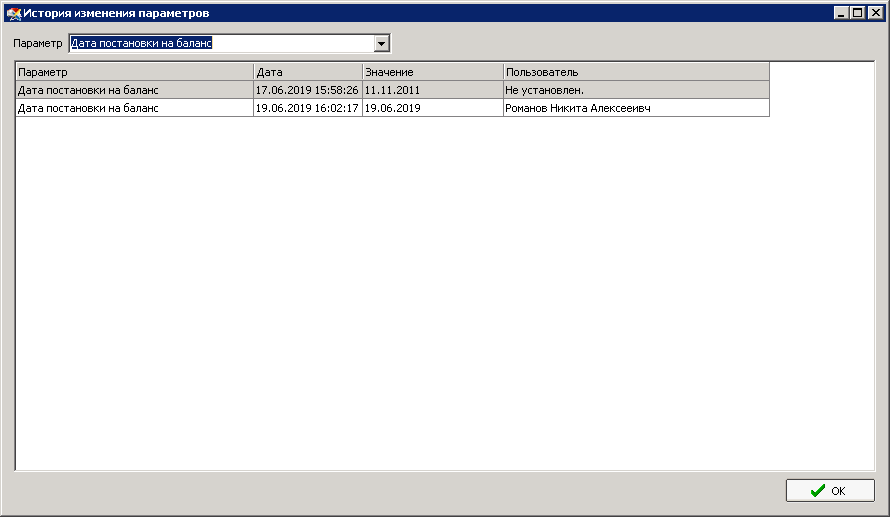 История изменения параметров
Параметр Дата постановки на баланс
Параметр Дата Значение Пользователь
Дата постановки на баланс 17.06.2019 15:58:26 11.11.2011 Не установлен.
Дата постановки на баланс 19.06.2019 16:02:17 19.06.2019 Романов Никита Алексеивч
OK